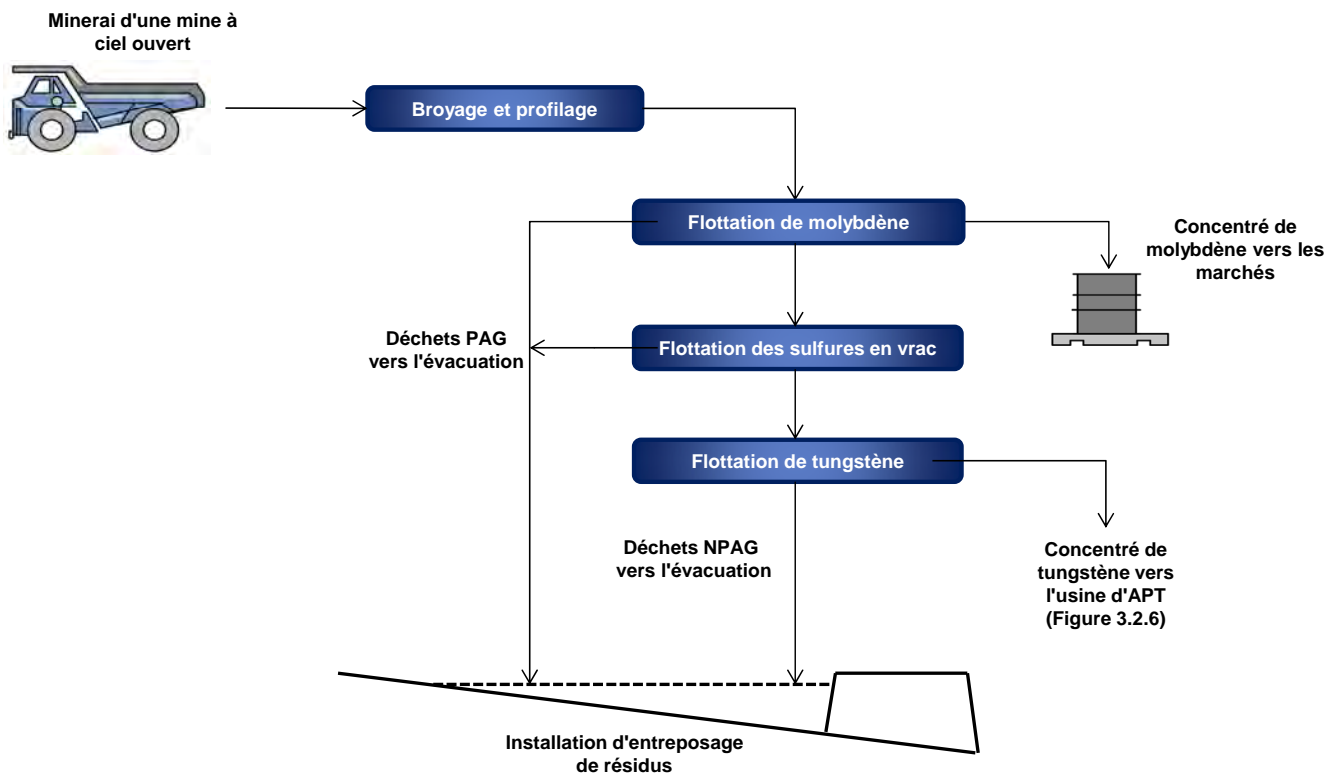 Minerai d'une mine à
ciel ouvert
Broyage et profilage
Flottation de molybdène
Concentré de
molybdène vers les
marchés
Déchets PAG
vers l'évacuation
Flottation des sulfures en vrac
Flottation de tungstène
Déchets NPAG
vers l'évacuation
Concentré de
tungstène vers
l'usine d'APT
(Figure 3.2.6)
Installation d'entreposage
de résidus